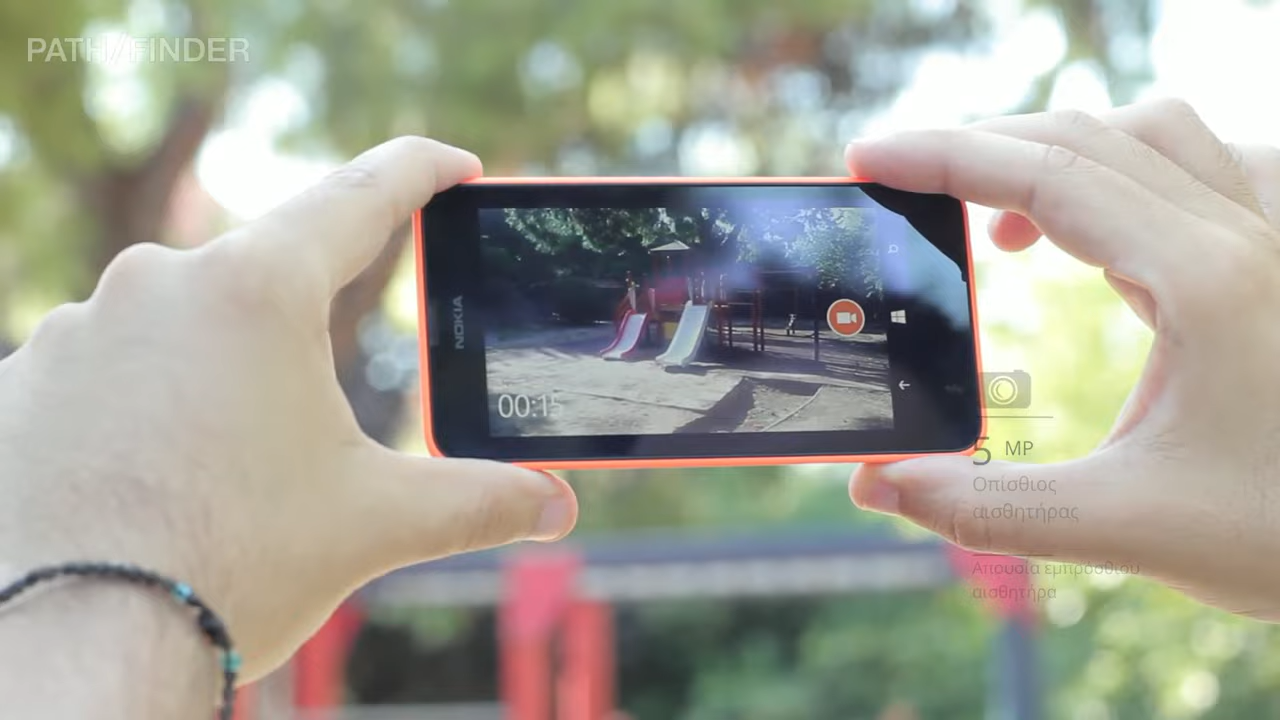 PATH/FINDER
NOKIA
00:15
5 MP
Οπίσθιος
αισθητήρας
Απουσία εμπρόσθιου
αισθητήρα